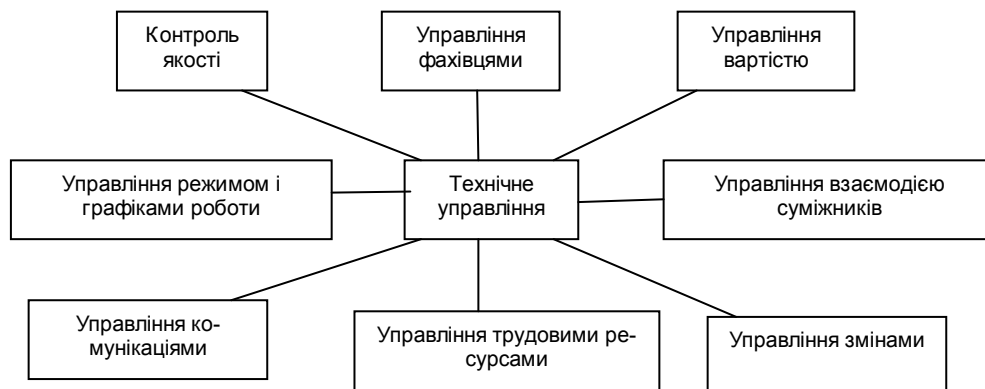 Контроль
якості
Управління
фахівцями
Управління
вартістю
Управління режимом і
графіками роботи
Технічне
управління
Управління взаємодією
суміжників
Управління ко-
мунікаціями
Управління трудовими ре-
сурсами
Управління змінами